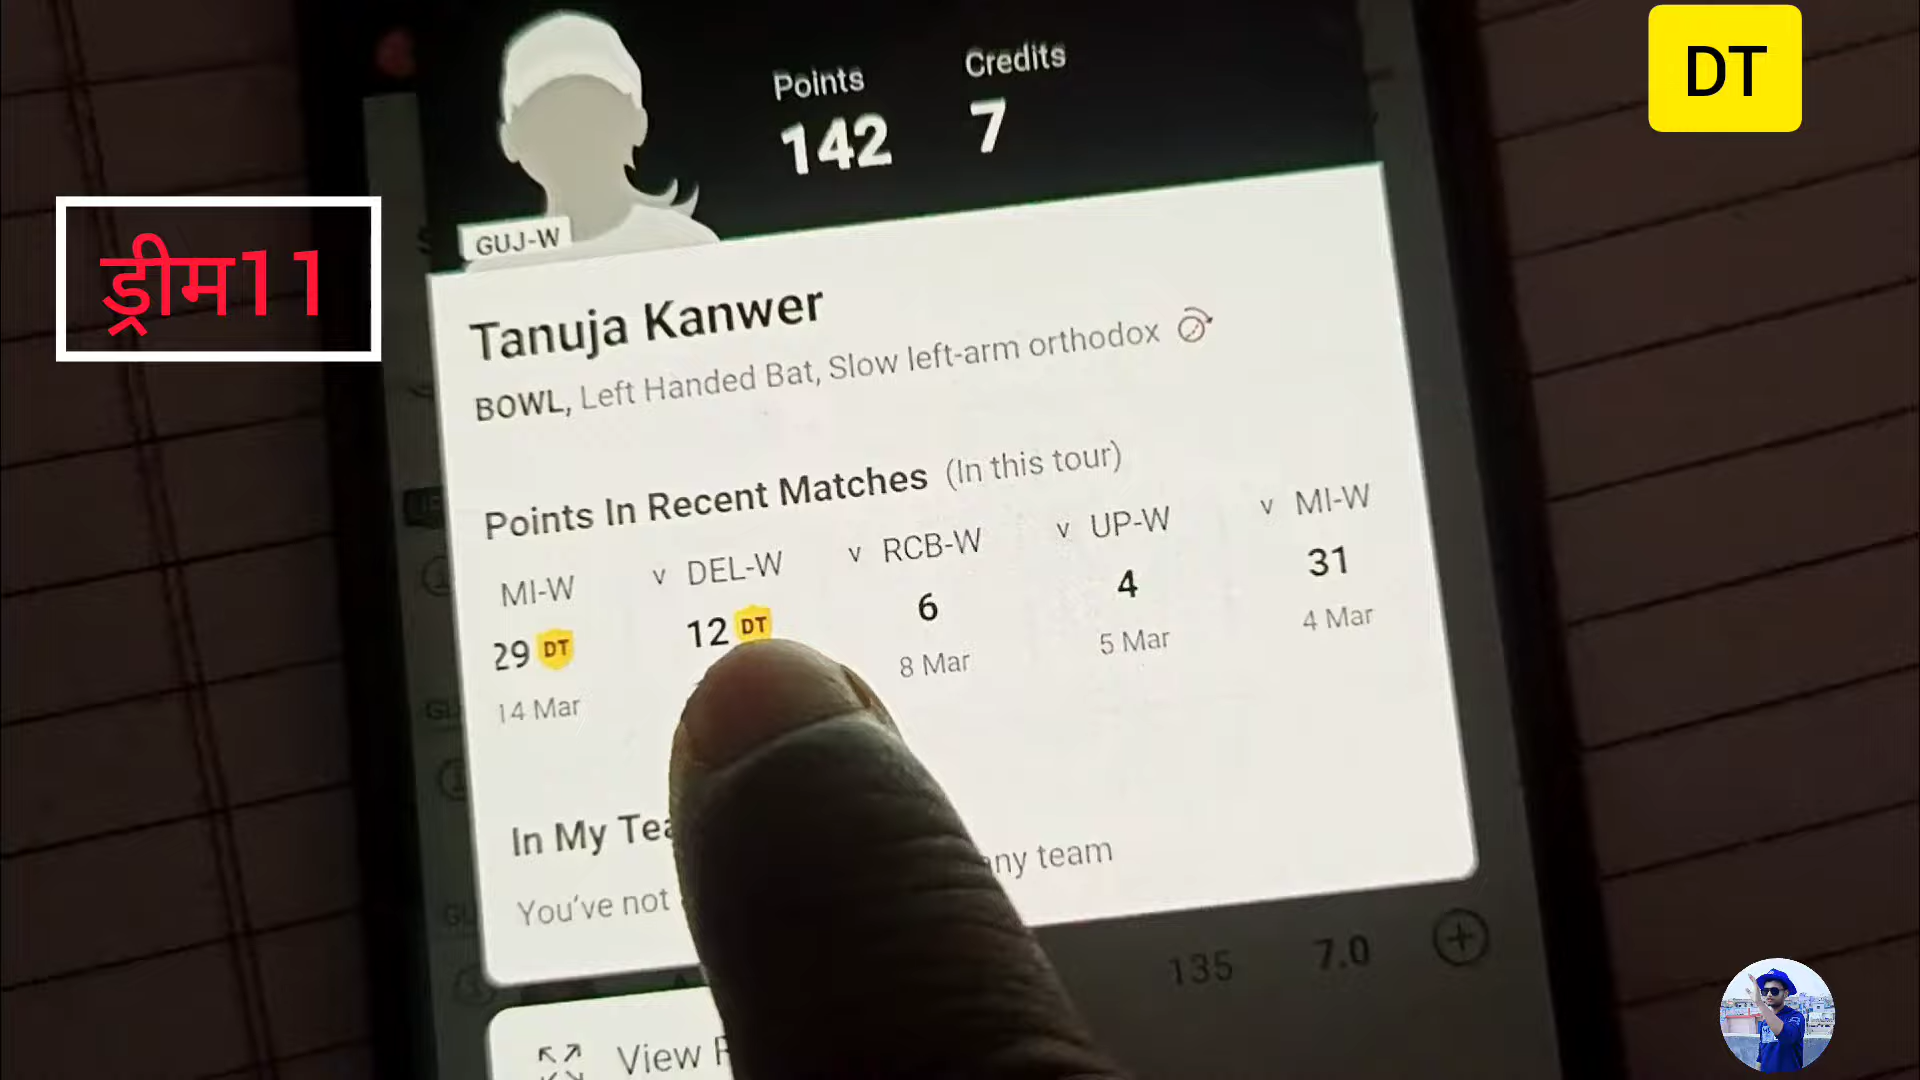 DT
Points
Credits
142
7
GUJ-W
ड्रीम11
Tanuja Kanwer
BOWL, Left Handed Bat, Slow left-arm orthodox
Points In Recent Matches (In this tour)
MI-W
v DEL-W
v RCB-W
v UP-W
v MI-W
29 DT
12 DT
6
4
31
14 Mar
8 Mar
5 Mar
4 Mar
In My
You've not
any team
135
7.0
View